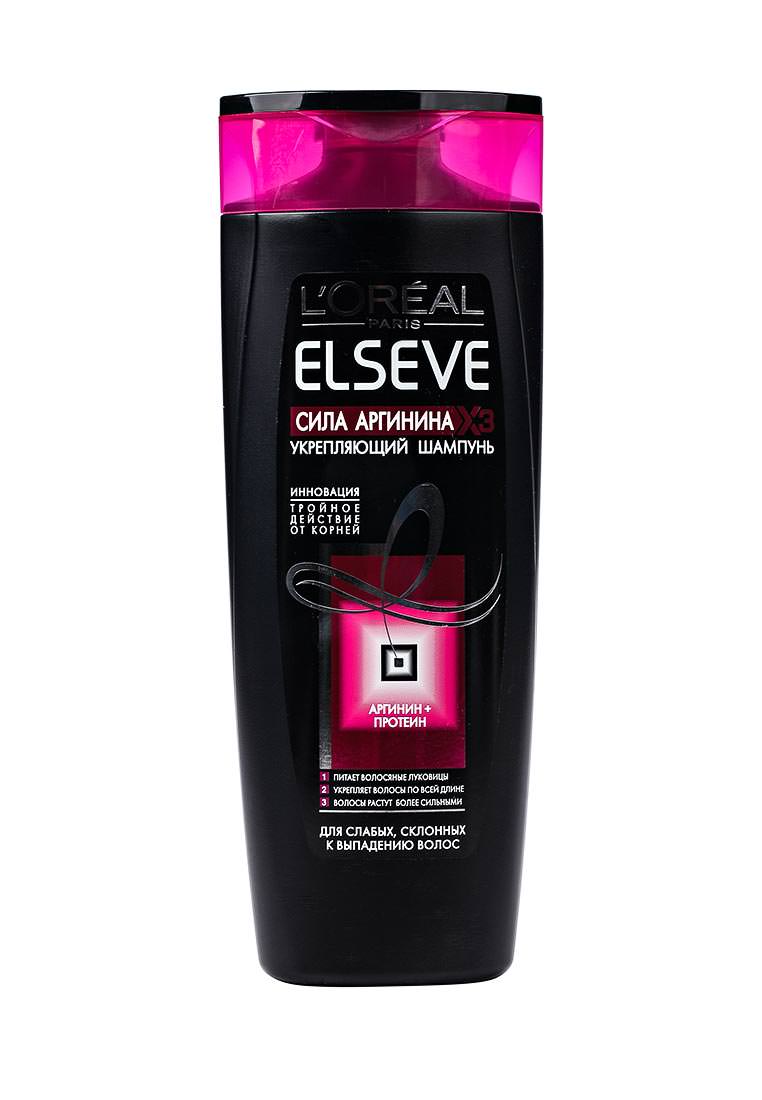 L'ORÉAL
PARIS
ELSEVE
СИЛА АРГИНИНА X3
УКРЕПЛЯЮЩИЙ ШАМПУНЬ
ИННОВАЦИЯ
ТРОЙНОЕ
ДЕЙСТВИЕ
ОТ КОРНЕЙ
АРГИНИН +
ПРОТЕИН
1 ПИТАЕТ ВОЛОСЯНЫЕ ЛУКОВИЦЫ
2 УКРЕПЛЯЕТ ВОЛОСЫ ПО ВСЕЙ ДЛИНЕ
3 ВОЛОСЫ РАСТУТ БОЛЕЕ СИЛЬНЫМИ
ДЛЯ СЛАБЫХ, СКЛОННЫХ
К ВЫПАДЕНИЮ ВОЛОС